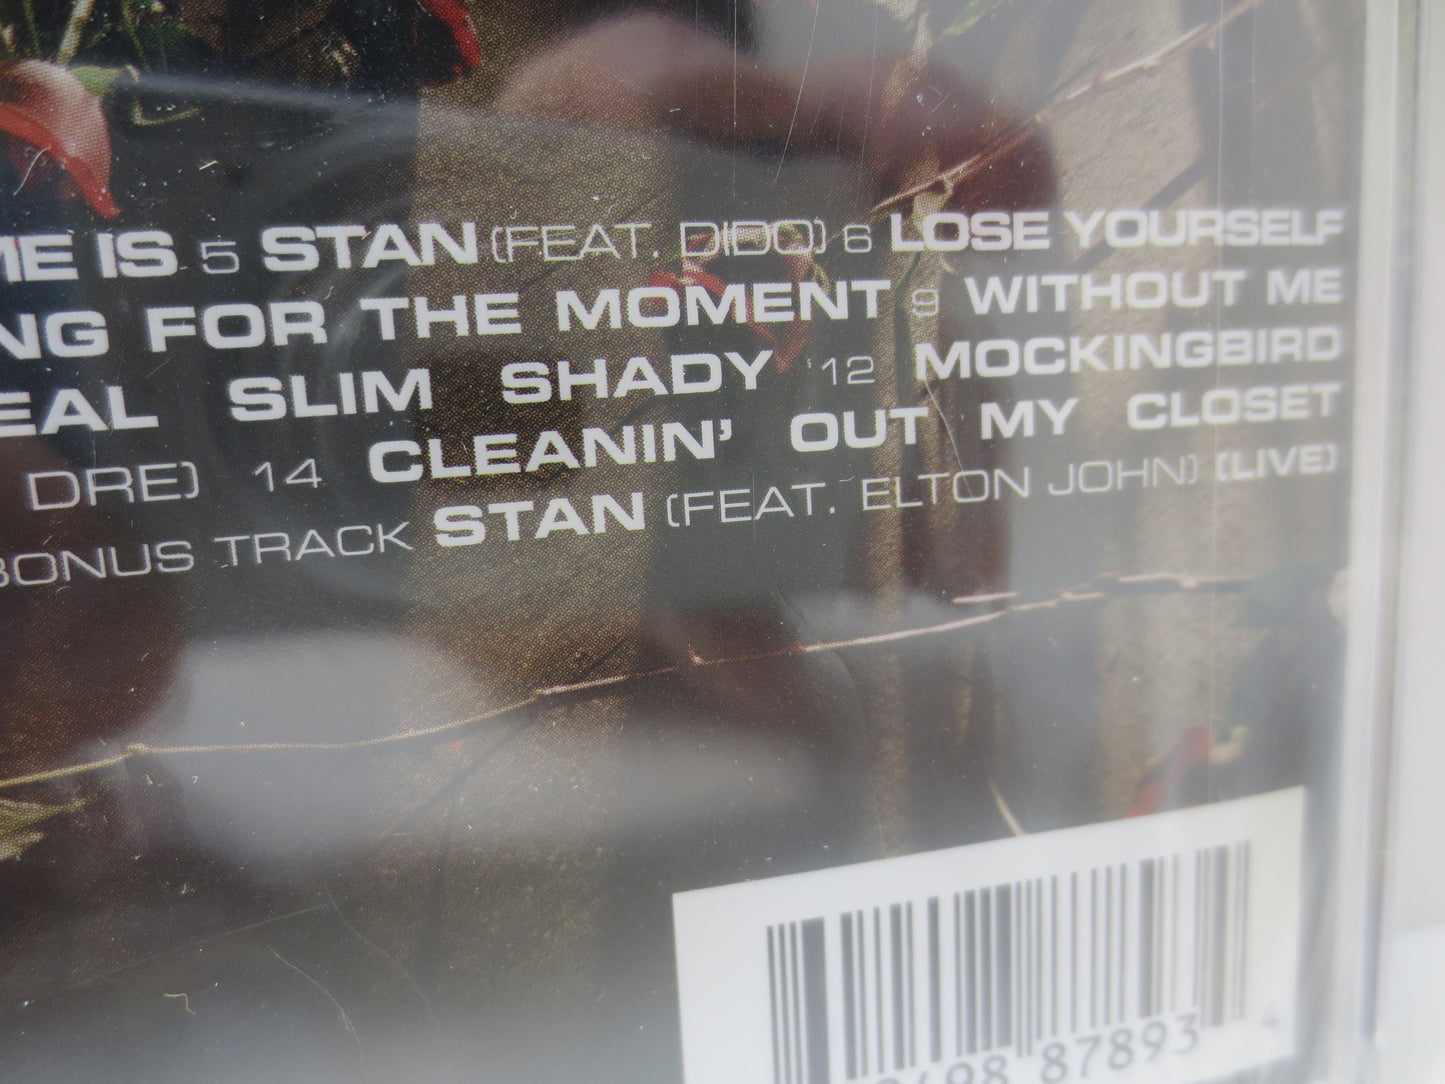 ME IS 5 STAN (FEAT. DIDO) 6 LOSE YOURSELF
NG FOR THE MOMENT 9 WITHOUT ME
EAL SLIM SHADY 12 MOCKINGBIRD
DRE) 14 CLEANIN' OUT MY CLOSET
BONUS TRACK STAN (FEAT. ELTON JOHN) (LIVE)
87893 4